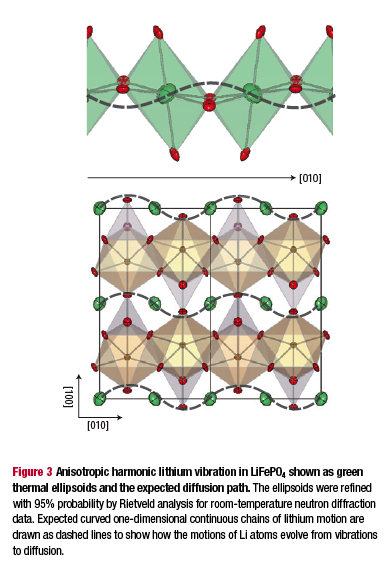 [010]
[100]
[010]
Figure 3 Anisotropic harmonic lithium vibration in LiFePO₄ shown as green
thermal ellipsoids and the expected diffusion path. The ellipsoids were refined
with 95% probability by Rietveld analysis for room-temperature neutron diffraction
data. Expected curved one-dimensional continuous chains of lithium motion are
drawn as dashed lines to show how the motions of Li atoms evolve from vibrations
to diffusion.